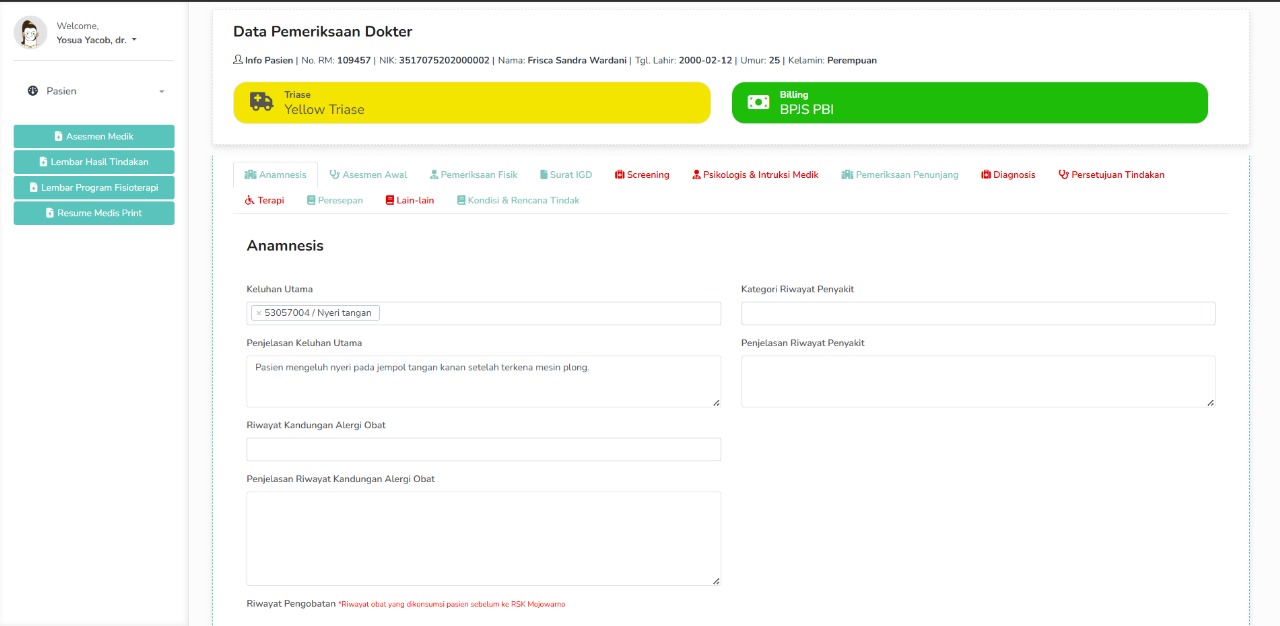 Welcome,
Yosua Yacob, dr.
Pasien
Asesmen Medik
Lembar Hasil Tindakan
Lembar Program Fisioterapi
Resume Medis Print
Data Pemeriksaan Dokter
Info Pasien | No. RM: 109457 | NIK: 3517075202000002 | Nama: Frisca Sandra Wardani | Tgl. Lahir: 2000-02-12 | Umur: 25 | Kelamin: Perempuan
Triase
Yellow Triase
Billing
BPJS PBI
Anamnesis Asesmen Awal Pemeriksaan Fisik Surat IGD Screening Psikologis & Intruksi Medik Pemeriksaan Penunjang Diagnosis Persetujuan Tindakan
Terapi Peresepan Lain-lain Kondisi & Rencana Tindak
Anamnesis
Keluhan Utama
× 53057004 / Nyeri tangan
Kategori Riwayat Penyakit
Penjelasan Keluhan Utama
Pasien mengeluh nyeri pada jempol tangan kanan setelah terkena mesin plong.
Penjelasan Riwayat Penyakit
Riwayat Kandungan Alergi Obat
Penjelasan Riwayat Kandungan Alergi Obat
Riwayat Pengobatan *Riwayat obat yang dikonsumsi pasien sebelum ke RSK Mojowarno